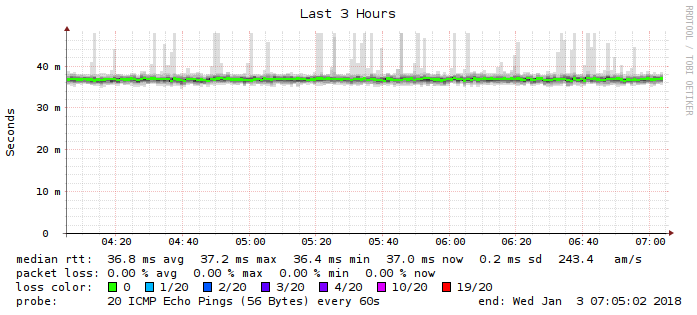 Last 3 Hours
RRDTOOL / TOBI OETIKER
Seconds
40 m
30 m
20 m
10 m
0
04:20 04:40 05:00 05:20 05:40 06:00 06:20 06:40 07:00
median rtt: 36.8 ms avg 37.2 ms max 36.4 ms min 37.0 ms now 0.2 ms sd 243.4 am/s
packet loss: 0.00 % avg 0.00 % max 0.00 % min 0.00 % now
loss color: 0 1/20 2/20 3/20 4/20 10/20 19/20
probe: 20 ICMP Echo Pings (56 Bytes) every 60s end: Wed Jan 3 07:05:02 2018